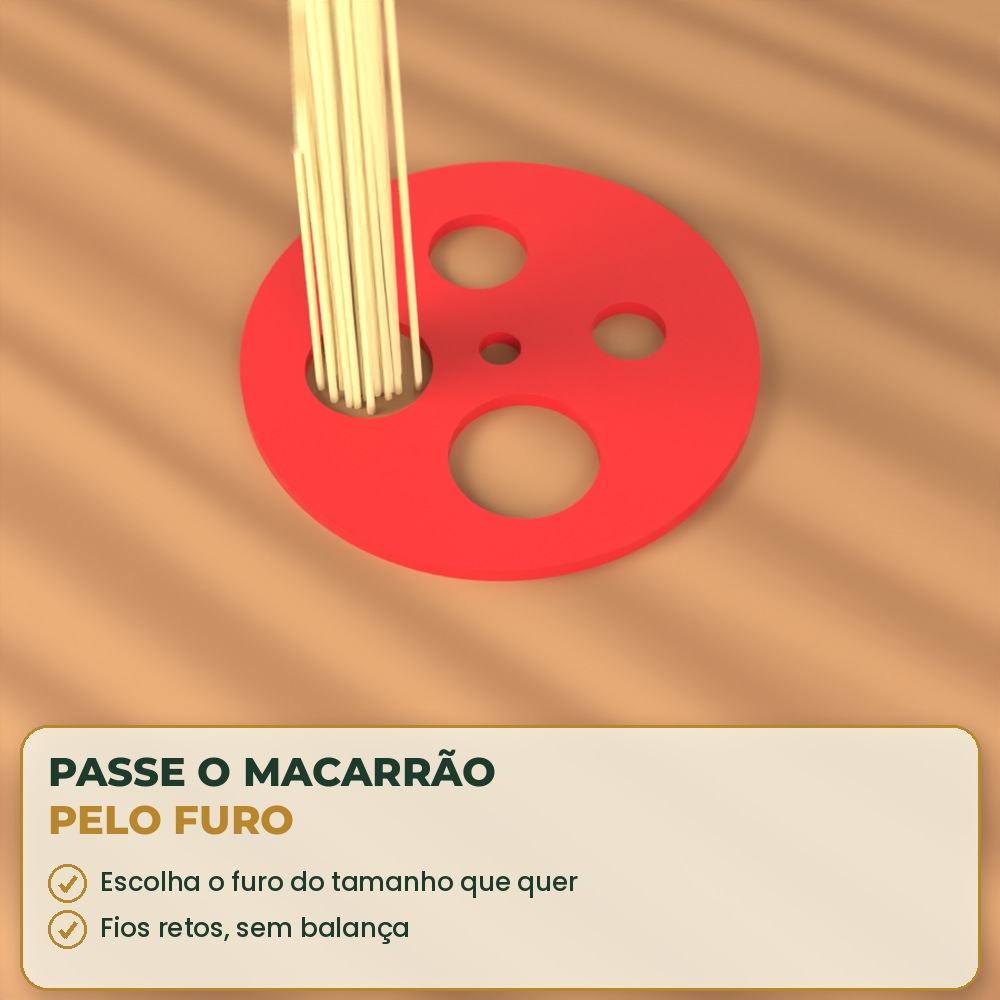 PASSE O MACARRÃO
PELO FURO
Escolha o furo do tamanho que quer
Fios retos, sem balança